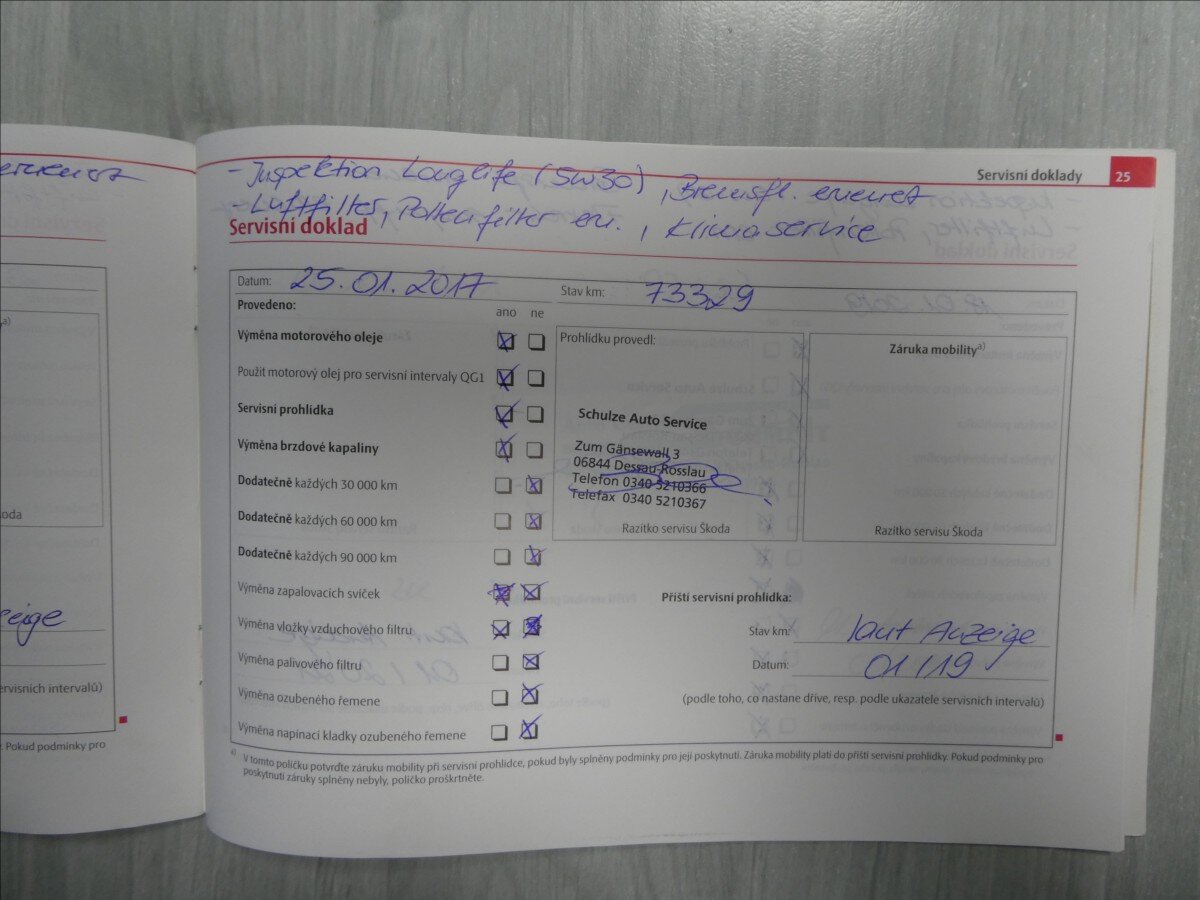 - Inspektion Longlife (5W30), Bremsfl. erneuert
- Luftfilter, Pollenfilter ern., Klimaservice
Servisní doklady 25
Servisní doklad
Datum: 25.01.2017
Stav km: 73329
Provedeno:
ano ne
Výměna motorového oleje
Použit motorový olej pro servisní intervaly QG1
Servisní prohlídka
Výměna brzdové kapaliny
Dodatečně každých 30 000 km
Dodatečně každých 60 000 km
Dodatečně každých 90 000 km
Výměna zapalovacích svíček
Výměna vložky vzduchového filtru
Výměna palivového filtru
Výměna ozubeného řemene
Výměna napínací kladky ozubeného řemene
Prohlídku provedl:
Schulze Auto Service
Zum Gänsewall 3
06844 Dessau-Rosslau
Telefon 0340 5210366
Telefax 0340 5210367
Razítko servisu Škoda
Záruka mobility a)
Razítko servisu Škoda
Příští servisní prohlídka:
Stav km: laut Anzeige
Datum: 01/19
(podle toho, co nastane dříve, resp. podle ukazatele servisních intervalů)
a) V tomto políčku potvrďte záruku mobility při servisní prohlídce, pokud byly splněny podmínky pro její poskytnutí. Záruka mobility platí do příští servisní prohlídky. Pokud podmínky pro
poskytnutí záruky splněny nebyly, políčko proškrtněte.